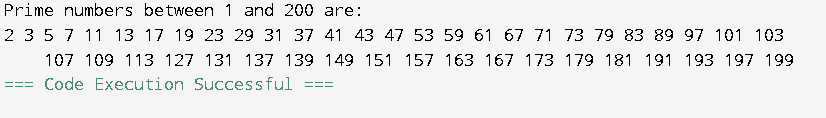 Prime numbers between 1 and 200 are:
2 3 5 7 11 13 17 19 23 29 31 37 41 43 47 53 59 61 67 71 73 79 83 89 97 101 103
107 109 113 127 131 137 139 149 151 157 163 167 173 179 181 191 193 197 199
=== Code Execution Successful ===